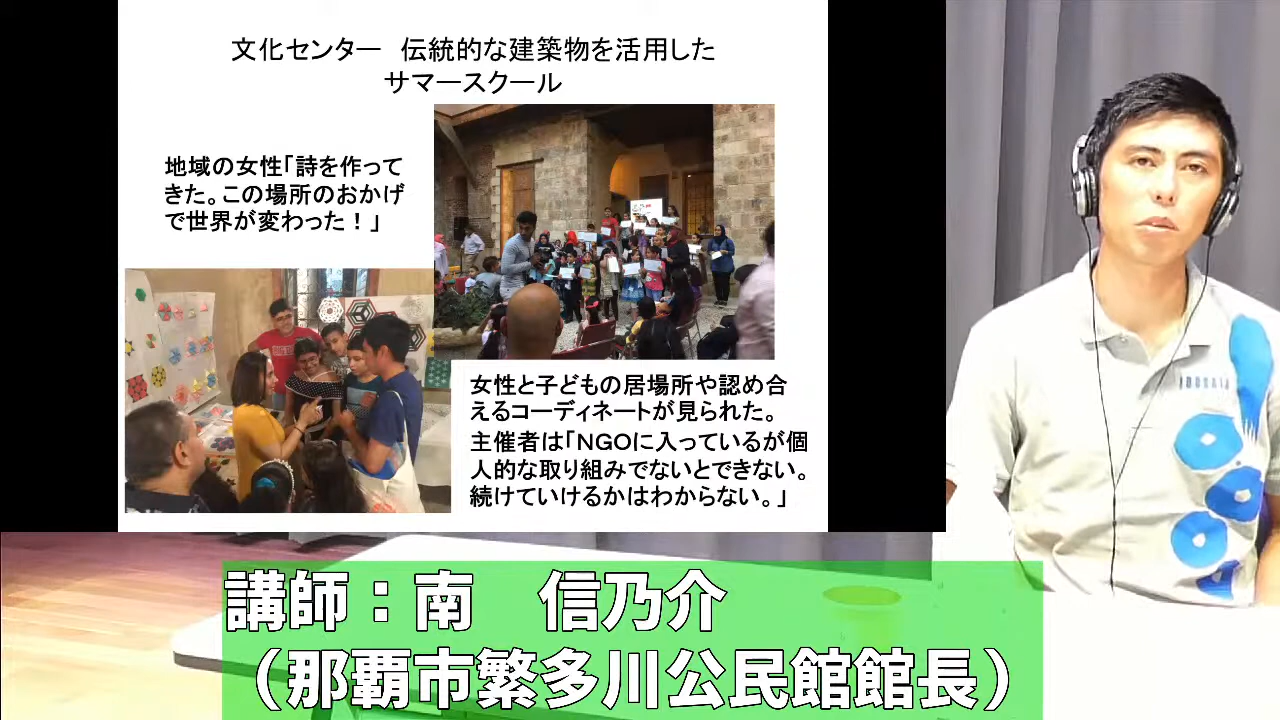 文化センター　伝統的な建築物を活用した
サマースクール
地域の女性「詩を作って
きた。この場所のおかげ
で世界が変わった！」
女性と子どもの居場所や認め合
えるコーディネートが見られた。
主催者は「NGOに入っているが個
人的な取り組みでないとできない。
続けていけるかはわからない。」
講師：南　信乃介
（那覇市繁多川公民館館長）